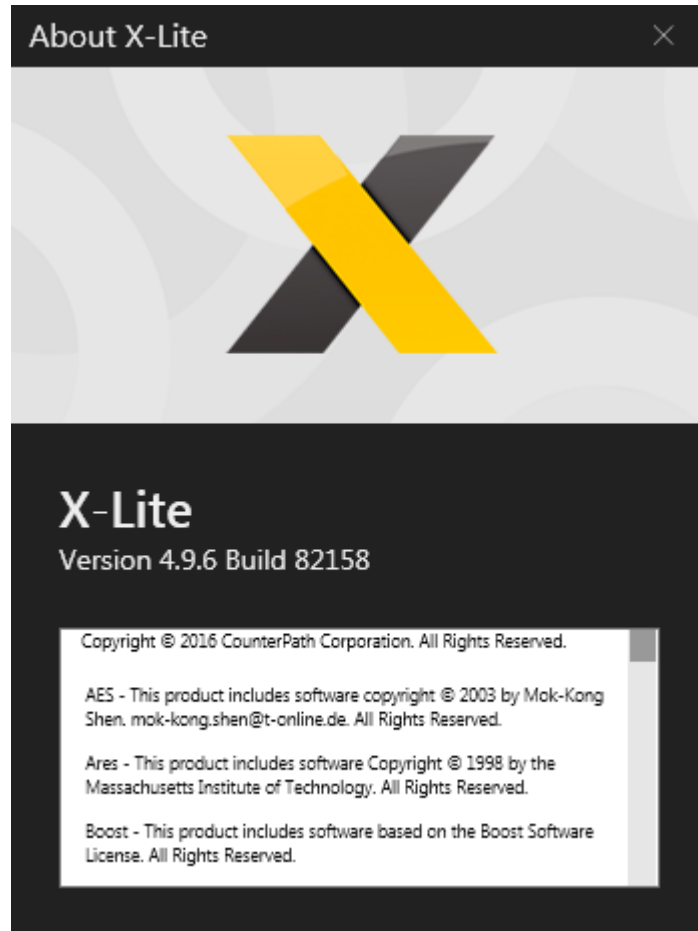 About X-Lite
X-Lite
Version 4.9.6 Build 82158
Copyright © 2016 CounterPath Corporation. All Rights Reserved.
AES - This product includes software copyright © 2003 by Mok-Kong
Shen. mok-kong.shen@t-online.de. All Rights Reserved.
Ares - This product includes software Copyright © 1998 by the
Massachusetts Institute of Technology. All Rights Reserved.
Boost - This product includes software based on the Boost Software
License. All Rights Reserved.